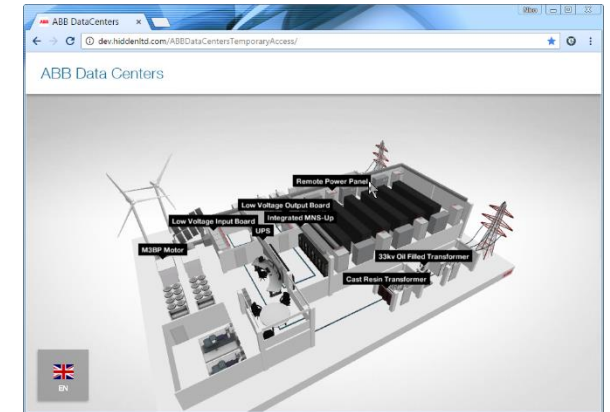 ABB DataCenters
dev.hiddenltd.com/ABBDataCentersTemporaryAccess/
ABB Data Centers
Remote Power Panel
Low Voltage Output Board
Low Voltage Input Board
Integrated MNS-Up
UPS
M3BP Motor
33kv Oil Filled Transformer
Cast Resin Transformer
EN